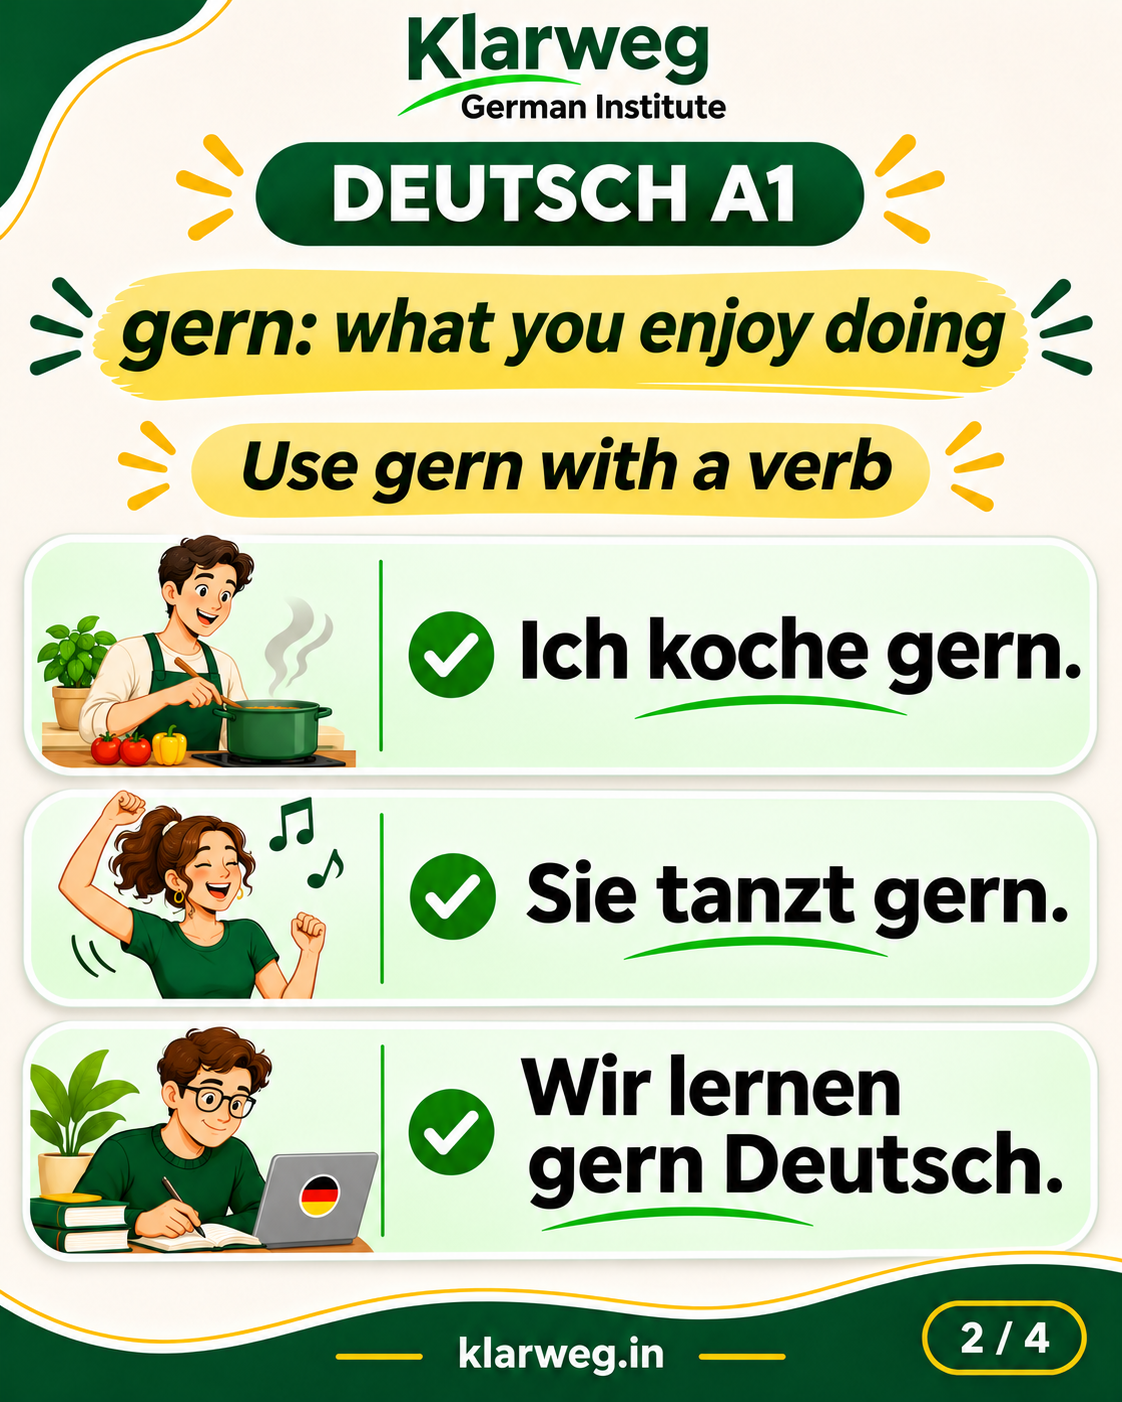 Klarweg
German Institute
DEUTSCH A1
gern: what you enjoy doing
Use gern with a verb
Ich koche gern.
Sie tanzt gern.
Wir lernen
gern Deutsch.
klarweg.in
2 / 4